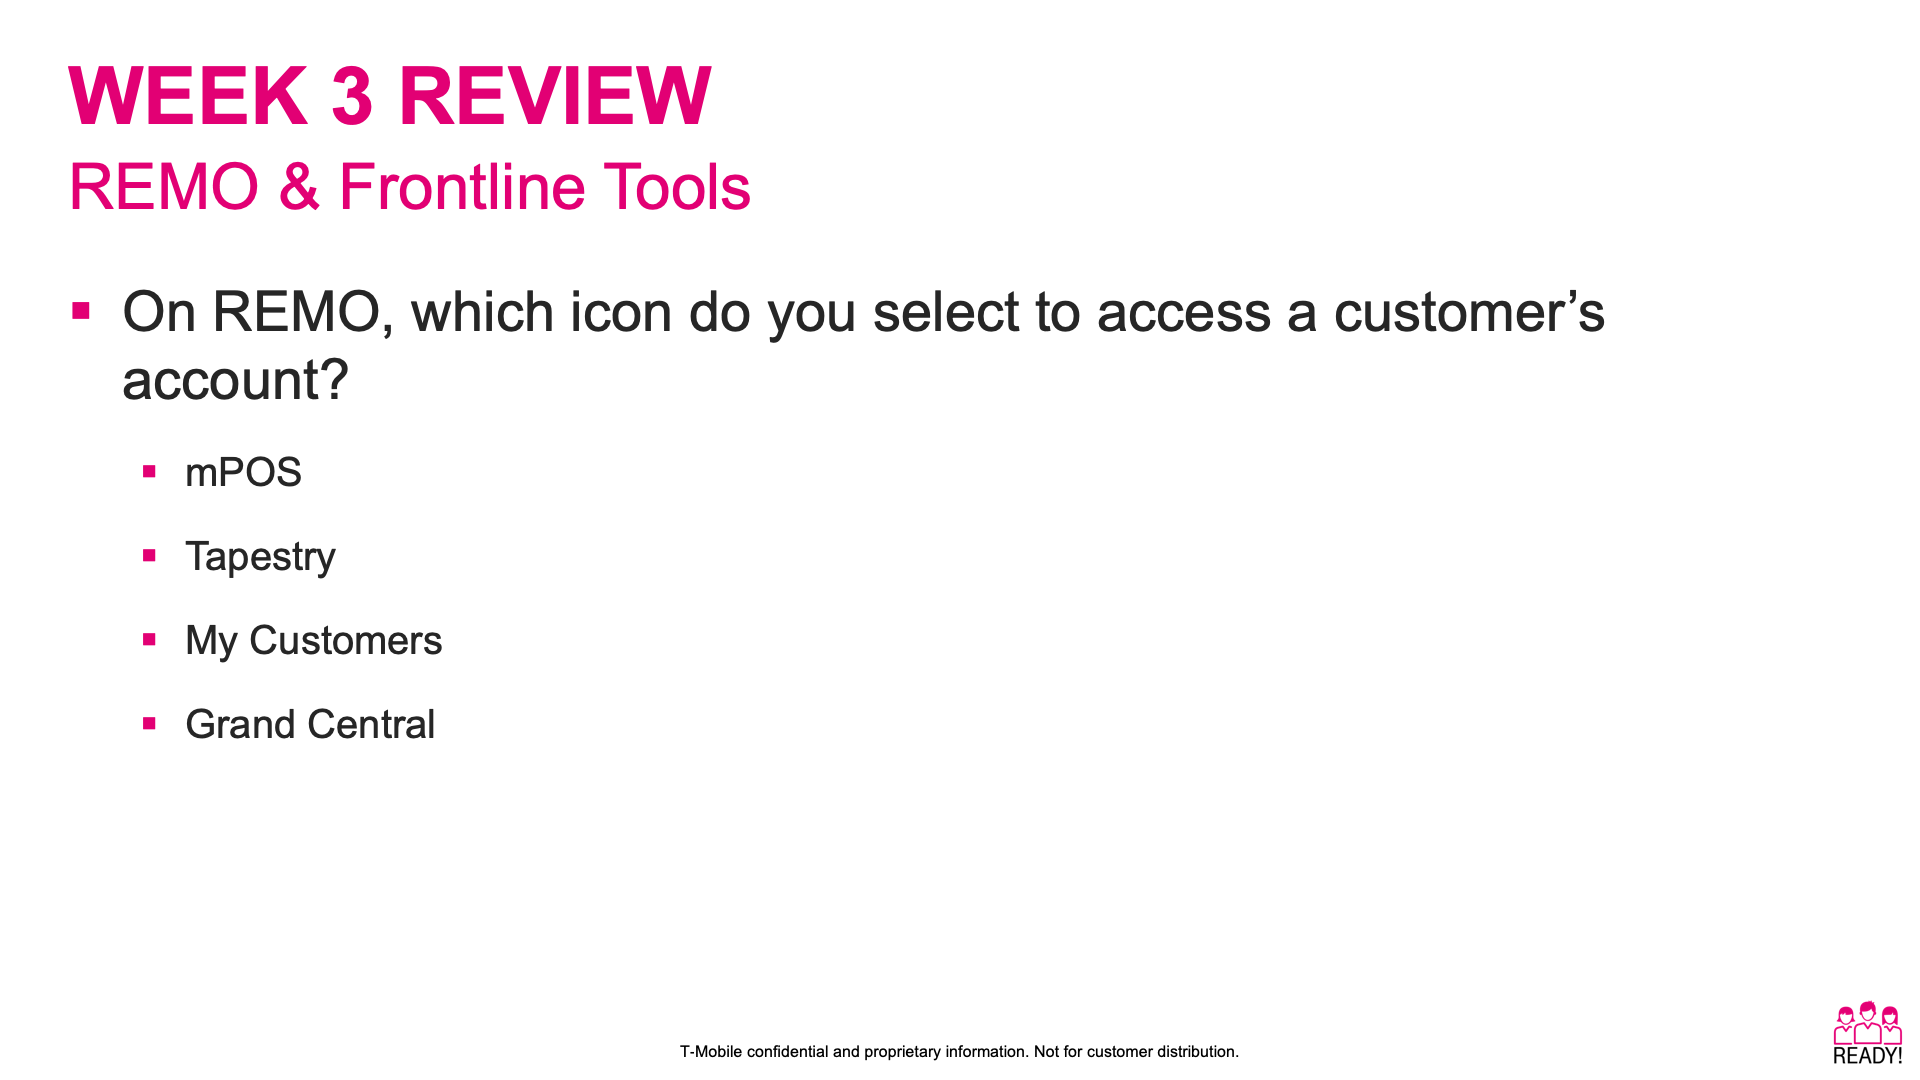 WEEK 3 REVIEW
REMO & Frontline Tools
On REMO, which icon do you select to access a customer’s
account?
mPOS
Tapestry
My Customers
Grand Central
T-Mobile confidential and proprietary information. Not for customer distribution.
READY!